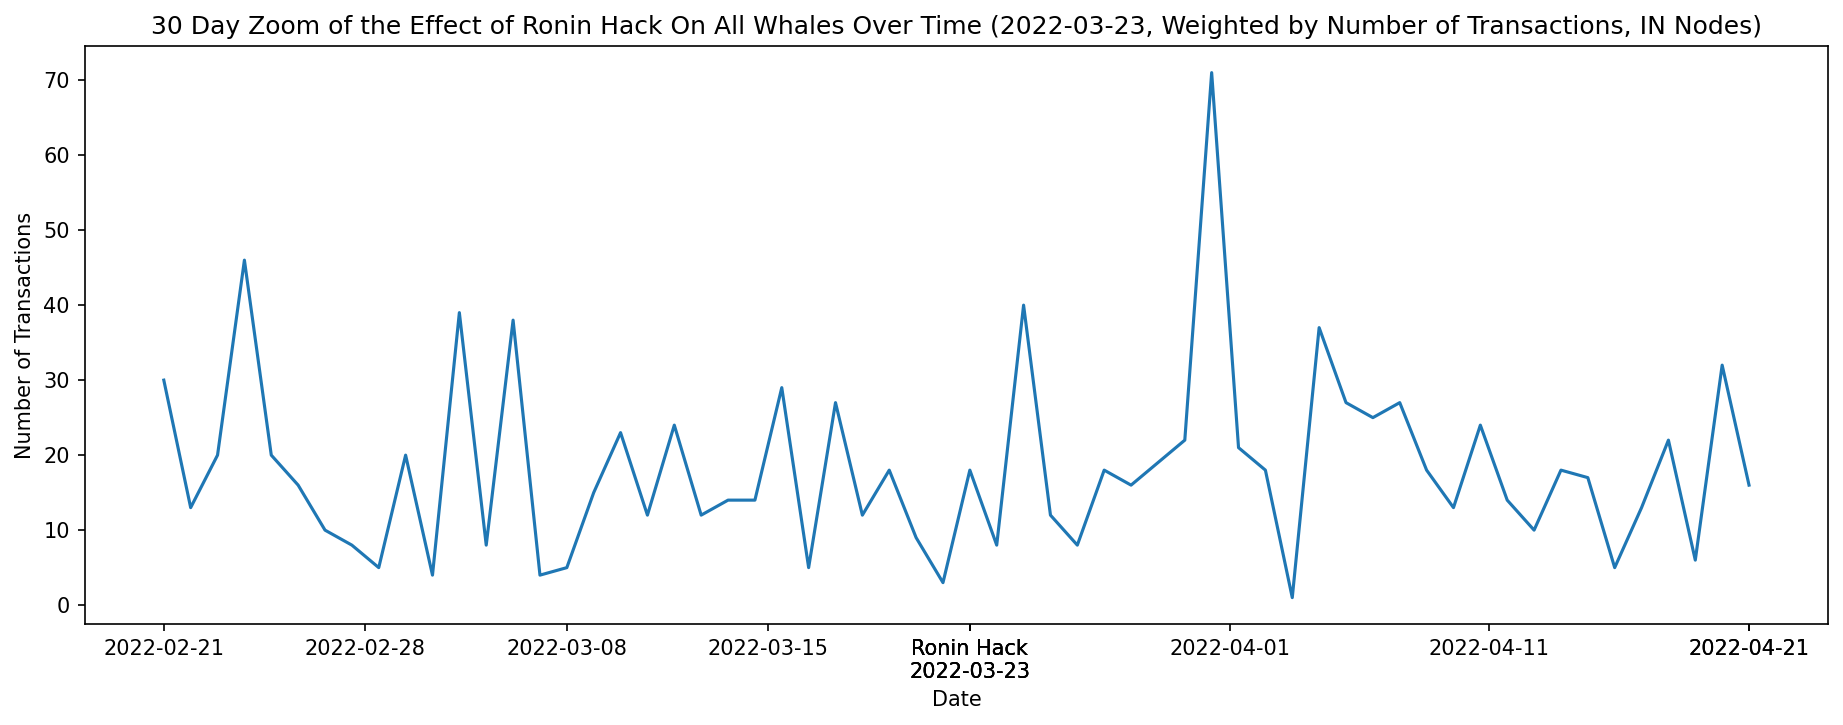 30 Day Zoom of the Effect of Ronin Hack On All Whales Over Time (2022-03-23, Weighted by Number of Transactions, IN Nodes)
Number of Transactions
70
60
50
40
30
20
10
0
2022-02-21 2022-02-28 2022-03-08 2022-03-15 Ronin Hack 2022-04-01 2022-04-11 2022-04-21
2022-03-23
Date